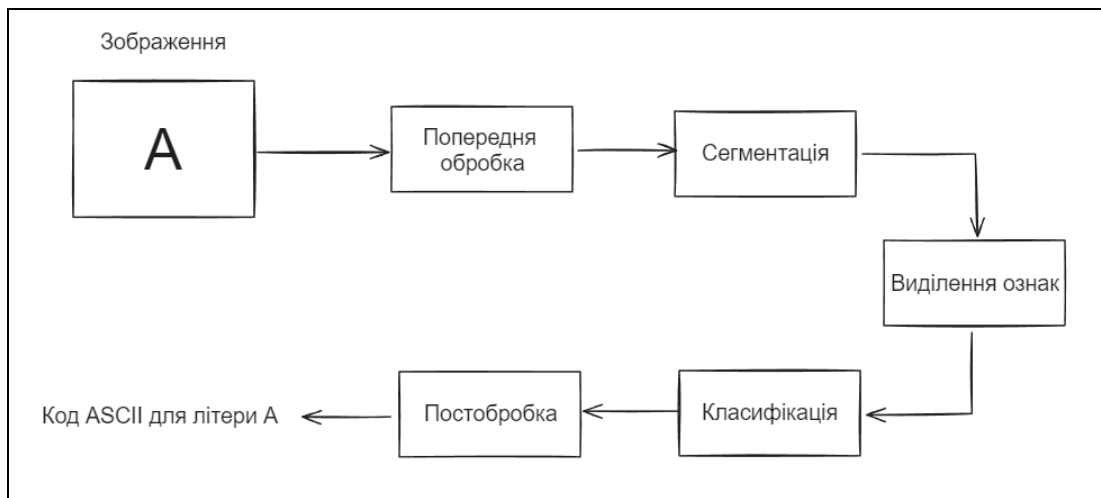 Зображення
А
Попередня
обробка
Сегментація
Виділення ознак
Класифікація
Постобробка
Код ASCII для літери А